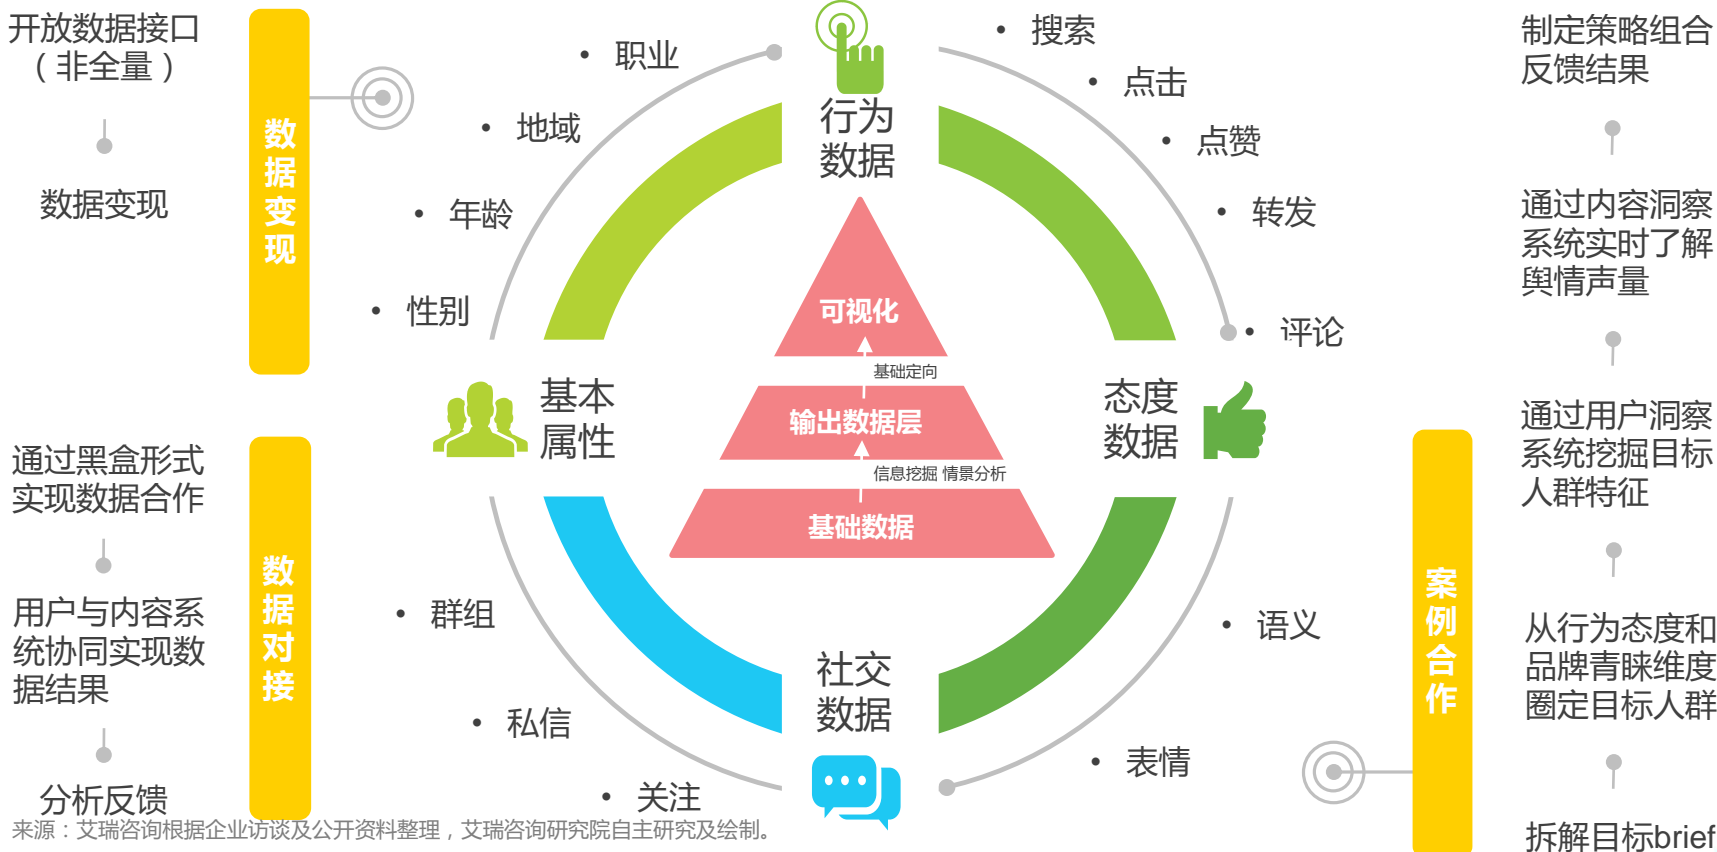 开放数据接口
（非全量）
数据变现
数据变现
通过黑盒形式
实现数据合作
用户与内容系
统协同实现数
据结果
分析反馈
数据对接
• 职业
• 地域
• 年龄
• 性别
行为
数据
• 搜索
• 点击
• 点赞
• 转发
• 评论
基本
属性
可视化
基础定向
输出数据层
信息挖掘 情景分析
基础数据
态度
数据
• 群组
• 私信
• 关注
社交
数据
• 语义
• 表情
案例合作
制定策略组合
反馈结果
通过内容洞察
系统实时了解
舆情声量
通过用户洞察
系统挖掘目标
人群特征
从行为态度和
品牌青睐维度
圈定目标人群
拆解目标brief
来源：艾瑞咨询根据企业访谈及公开资料整理，艾瑞咨询研究院自主研究及绘制。